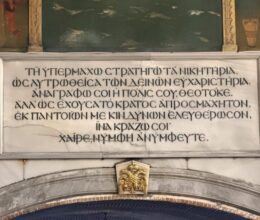 ΤΗ ΥΠΕΡΜΑΧΩ ΣΤΡΑΤΗΓΩ ΤΑ ΝΙΚΗΤΗΡΙΑ,
ΩΣ ΛΥΤΡΩΘΕΙΣΑ ΤΩΝ ΔΕΙΝΩΝ ΕΥΧΑΡΙΣΤΗΡΙΑ.
ΑΝΑΓΡΑΦΩ ΣΟΙ Η ΠΟΛΙΣ ΣΟΥ, ΘΕΟΤΟΚΕ.
ΑΛΛ ΩΣ ΕΧΟΥΣΑ ΤΟ ΚΡΑΤΟΣ ΑΠΡΟΣΜΑΧΗΤΟΝ,
ΕΚ ΠΑΝΤΟΙΩΝ ΜΕ ΚΙΝΔΥΝΩΝ ΕΛΕΥΘΕΡΩΣΟΝ,
ΙΝΑ ΚΡΑΖΩ ΣΟΙ
ΧΑΙΡΕ, ΝΥΜΦΗ ΑΝΥΜΦΕΥΤΕ.